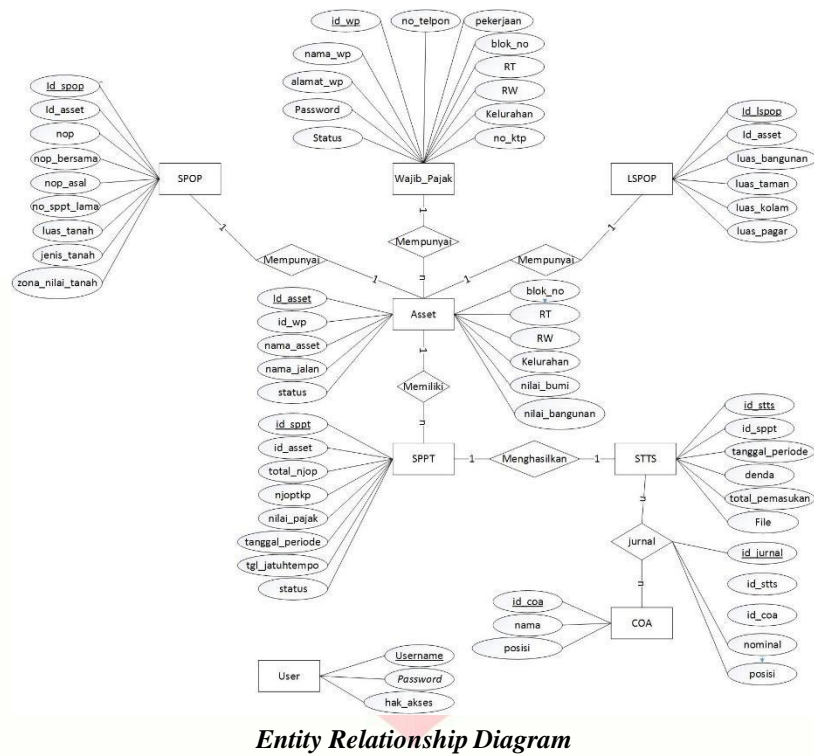 id_wp
no_telpon
pekerjaan
nama_wp
blok_no
alamat_wp
RT
Password
RW
Status
Kelurahan
no_ktp
Wajib_Pajak
Id_spop
Id_asset
nop
nop_bersama
nop_asal
no_sppt_lama
luas_tanah
jenis_tanah
zona_nilai_tanah
SPOP
Id_lspop
Id_asset
luas_bangunan
luas_taman
luas_kolam
luas_pagar
LSPOP
1
Mempunyai
1
1
Mempunyai
n
1
Mempunyai
1
Id_asset
id_wp
nama_asset
nama_jalan
status
Asset
blok_no
RT
RW
Kelurahan
nilai_bumi
nilai_bangunan
1
Memiliki
n
id_sppt
id_asset
total_njop
njoptkp
nilai_pajak
tanggal_periode
tgl_jatuhtempo
status
SPPT
1
Menghasilkan
1
STTS
id_stts
id_sppt
tanggal_periode
denda
total_pemasukan
File
n
jurnal
n
id_jurnal
id_stts
id_coa
nominal
posisi
id_coa
nama
posisi
COA
User
Username
Password
hak_akses
Entity Relationship Diagram